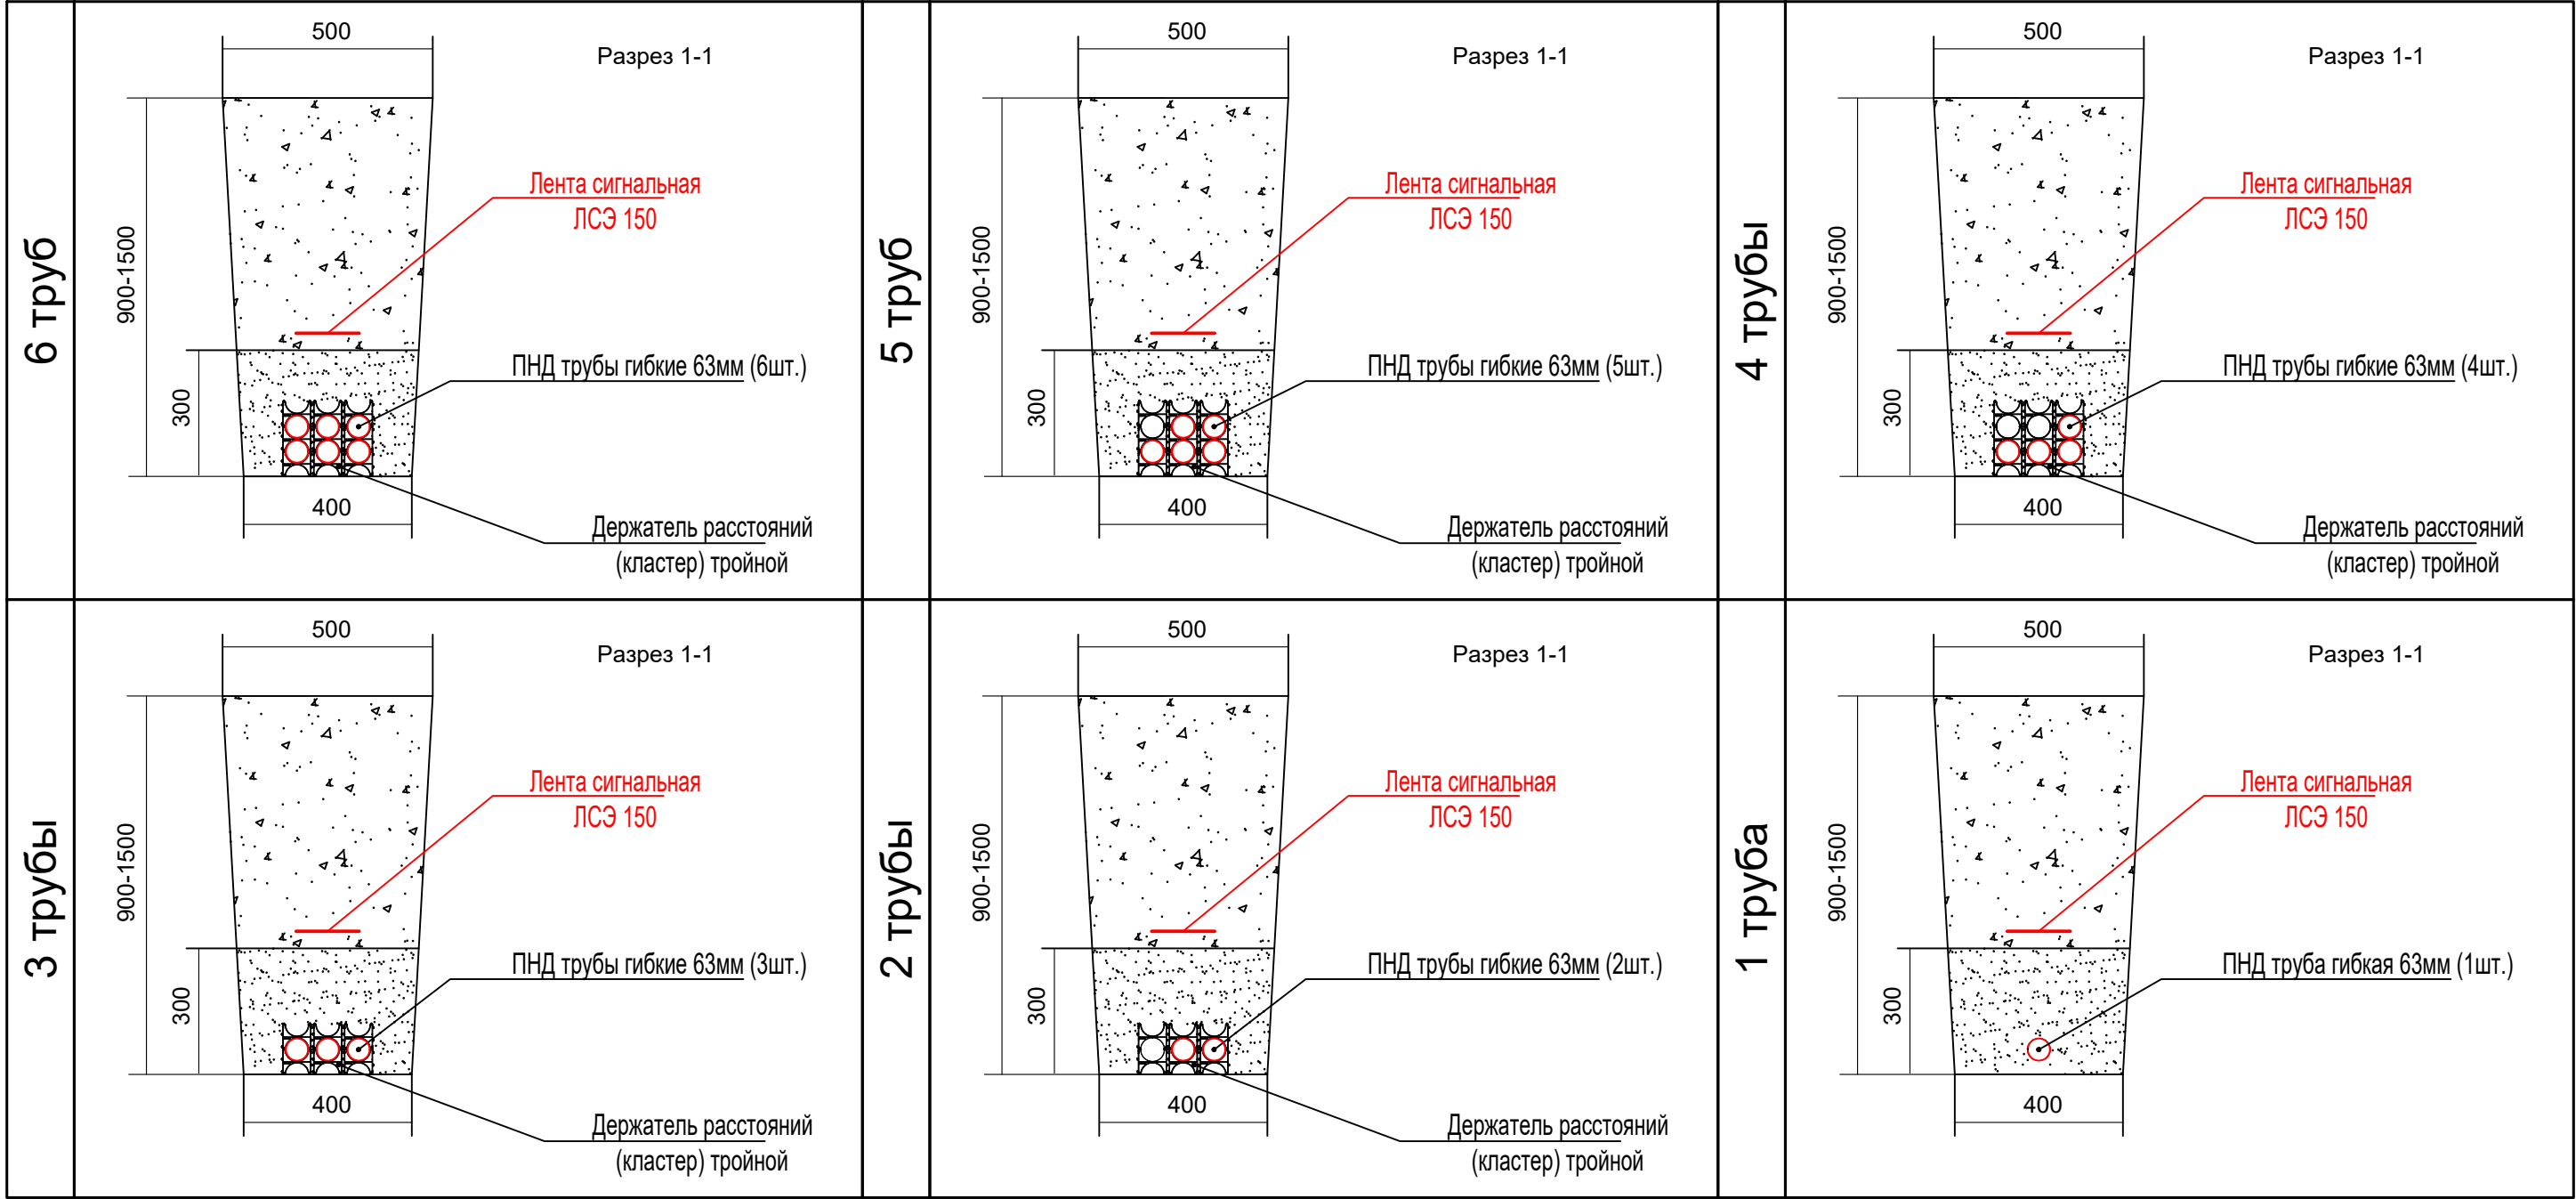 6 труб
500
Разрез 1-1
Лента сигнальная
ЛСЭ 150
900-1500
ПНД трубы гибкие 63мм (6шт.)
300
400
Держатель расстояний
(кластер) тройной
5 труб
500
Разрез 1-1
Лента сигнальная
ЛСЭ 150
900-1500
ПНД трубы гибкие 63мм (5шт.)
300
400
Держатель расстояний
(кластер) тройной
4 трубы
500
Разрез 1-1
Лента сигнальная
ЛСЭ 150
900-1500
ПНД трубы гибкие 63мм (4шт.)
300
400
Держатель расстояний
(кластер) тройной
3 трубы
500
Разрез 1-1
Лента сигнальная
ЛСЭ 150
900-1500
ПНД трубы гибкие 63мм (3шт.)
300
400
Держатель расстояний
(кластер) тройной
2 трубы
500
Разрез 1-1
Лента сигнальная
ЛСЭ 150
900-1500
ПНД трубы гибкие 63мм (2шт.)
300
400
Держатель расстояний
(кластер) тройной
1 труба
500
Разрез 1-1
Лента сигнальная
ЛСЭ 150
900-1500
ПНД труба гибкая 63мм (1шт.)
300
400